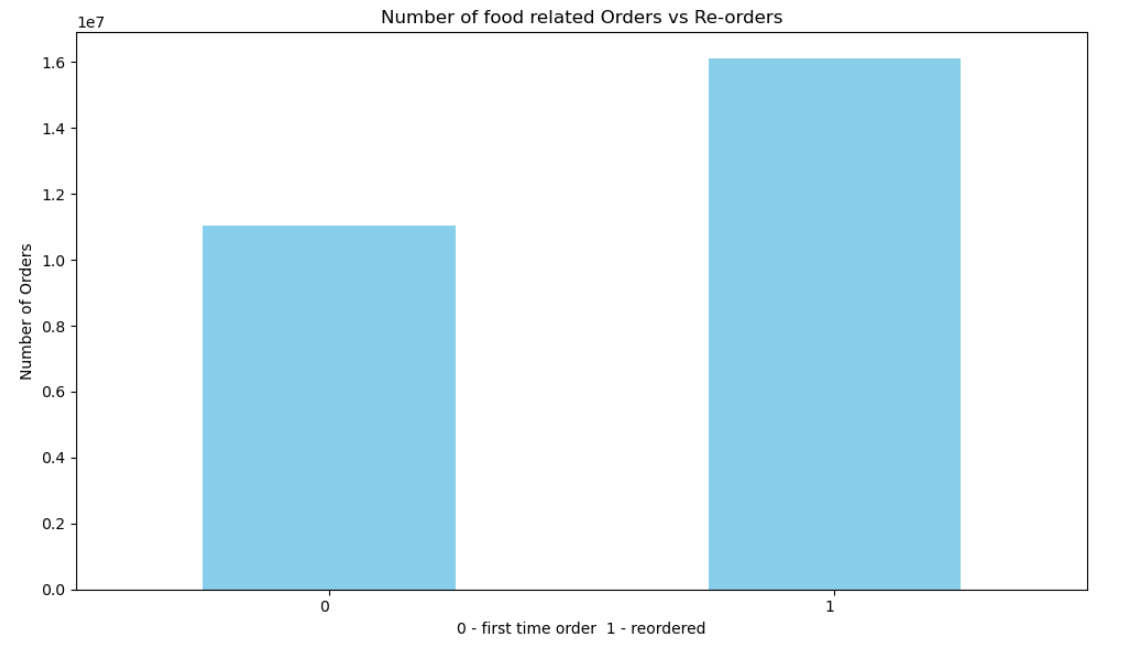 Number of food related Orders vs Re-orders
1e7
1.6
1.4
1.2
1.0
0.8
0.6
0.4
0.2
0.0
Number of Orders
0 1
0 - first time order  1 - reordered